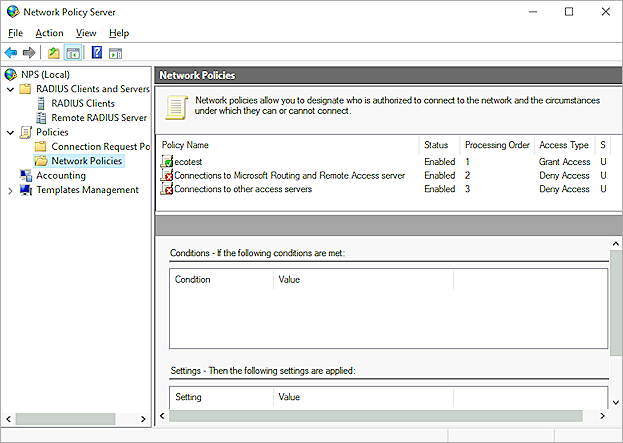 Network Policy Server
File Action View Help
NPS (Local)
RADIUS Clients and Servers
RADIUS Clients
Remote RADIUS Server
Policies
Connection Request Po
Network Policies
Accounting
Templates Management
Network Policies
Network policies allow you to designate who is authorized to connect to the network and the circumstances
under which they can or cannot connect.
Policy Name Status Processing Order Access Type S
ecotest Enabled 1 Grant Access U
Connections to Microsoft Routing and Remote Access server Enabled 2 Deny Access U
Connections to other access servers Enabled 3 Deny Access U
Conditions - If the following conditions are met:
Condition Value
Settings - Then the following settings are applied:
Setting Value